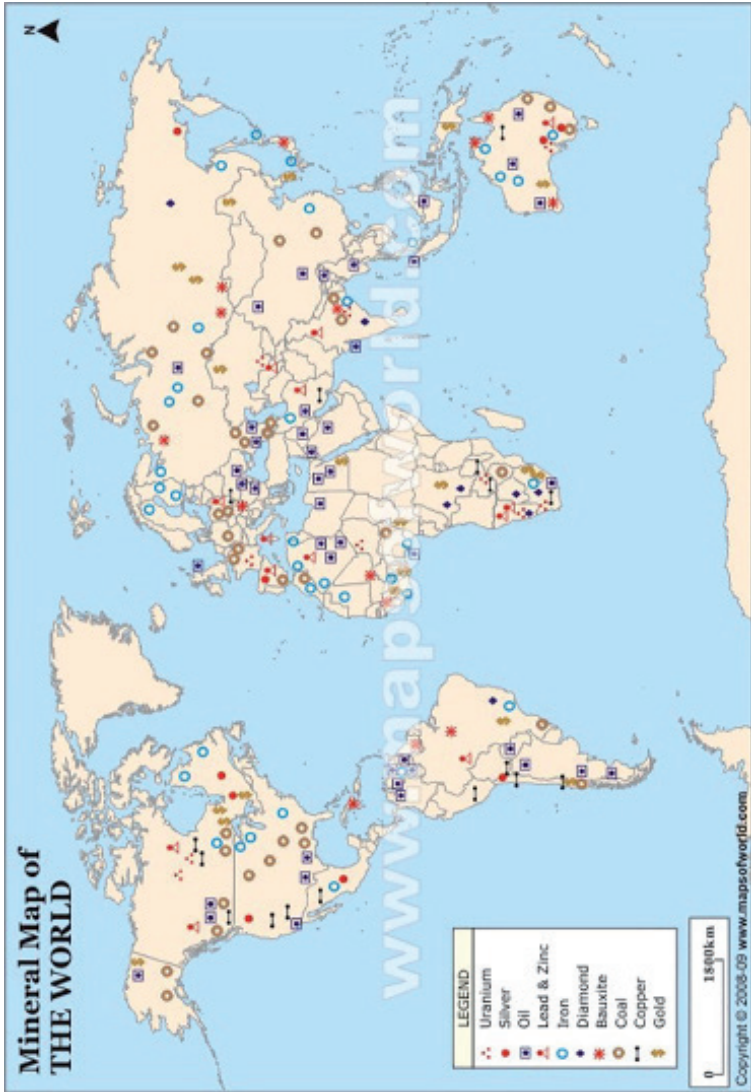 Mineral Map of
THE WORLD
N
www.mapsofworld.com
LEGEND
Uranium
Silver
Oil
Lead & Zinc
Iron
Diamond
Bauxite
Coal
Copper
Gold
0 1800km
Copyright © 2008-09 www.mapsofworld.com